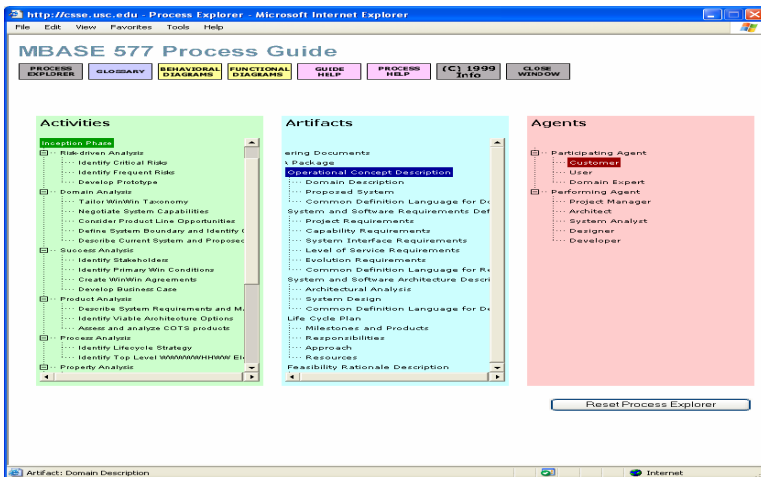 http://csse.usc.edu - Process Explorer - Microsoft Internet Explorer
File Edit View Favorites Tools Help
MBASE 577 Process Guide
PROCESS EXPLORER
GLOSSARY
BEHAVIORAL DIAGRAMS
FUNCTIONAL DIAGRAMS
GUIDE HELP
PROCESS HELP
(C) 1999 Info
CLOSE WINDOW
Activities
Inception Phase
Risk-driven Analysis
Identify Critical Risks
Identify Frequent Risks
Develop Prototype
Domain Analysis
Tailor WinWin Taxonomy
Negotiate System Capabilities
Consider Product Line Opportunities
Define System Boundary and Identify (
Describe Current System and Proposec
Success Analysis
Identify Stakeholders
Identify Primary Win Conditions
Create WinWin Agreements
Develop Business Case
Product Analysis
Describe System Requirements and M
Identify Viable Architecture Options
Assess and analyze COTS products
Process Analysis
Identify Lifecycle Strategy
Identify Top Level WWWWWHHWW El
Property Analysis
Artifacts
ering Documents
Package
Operational Concept Description
Domain Description
Proposed System
Common Definition Language for D
System and Software Requirements Def
Project Requirements
Capability Requirements
System Interface Requirements
Level of Service Requirements
Evolution Requirements
Common Definition Language for R
System and Software Architecture Descri
Architectural Analysis
System Design
Common Definition Language for D
Life Cycle Plan
Milestones and Products
Responsibilities
Approach
Resources
Feasibility Rationale Description
Agents
Participating Agent
Customer
User
Domain Expert
Performing Agent
Project Manager
Architect
System Analyst
Designer
Developer
Reset Process Explorer
Artifact: Domain Description
Internet